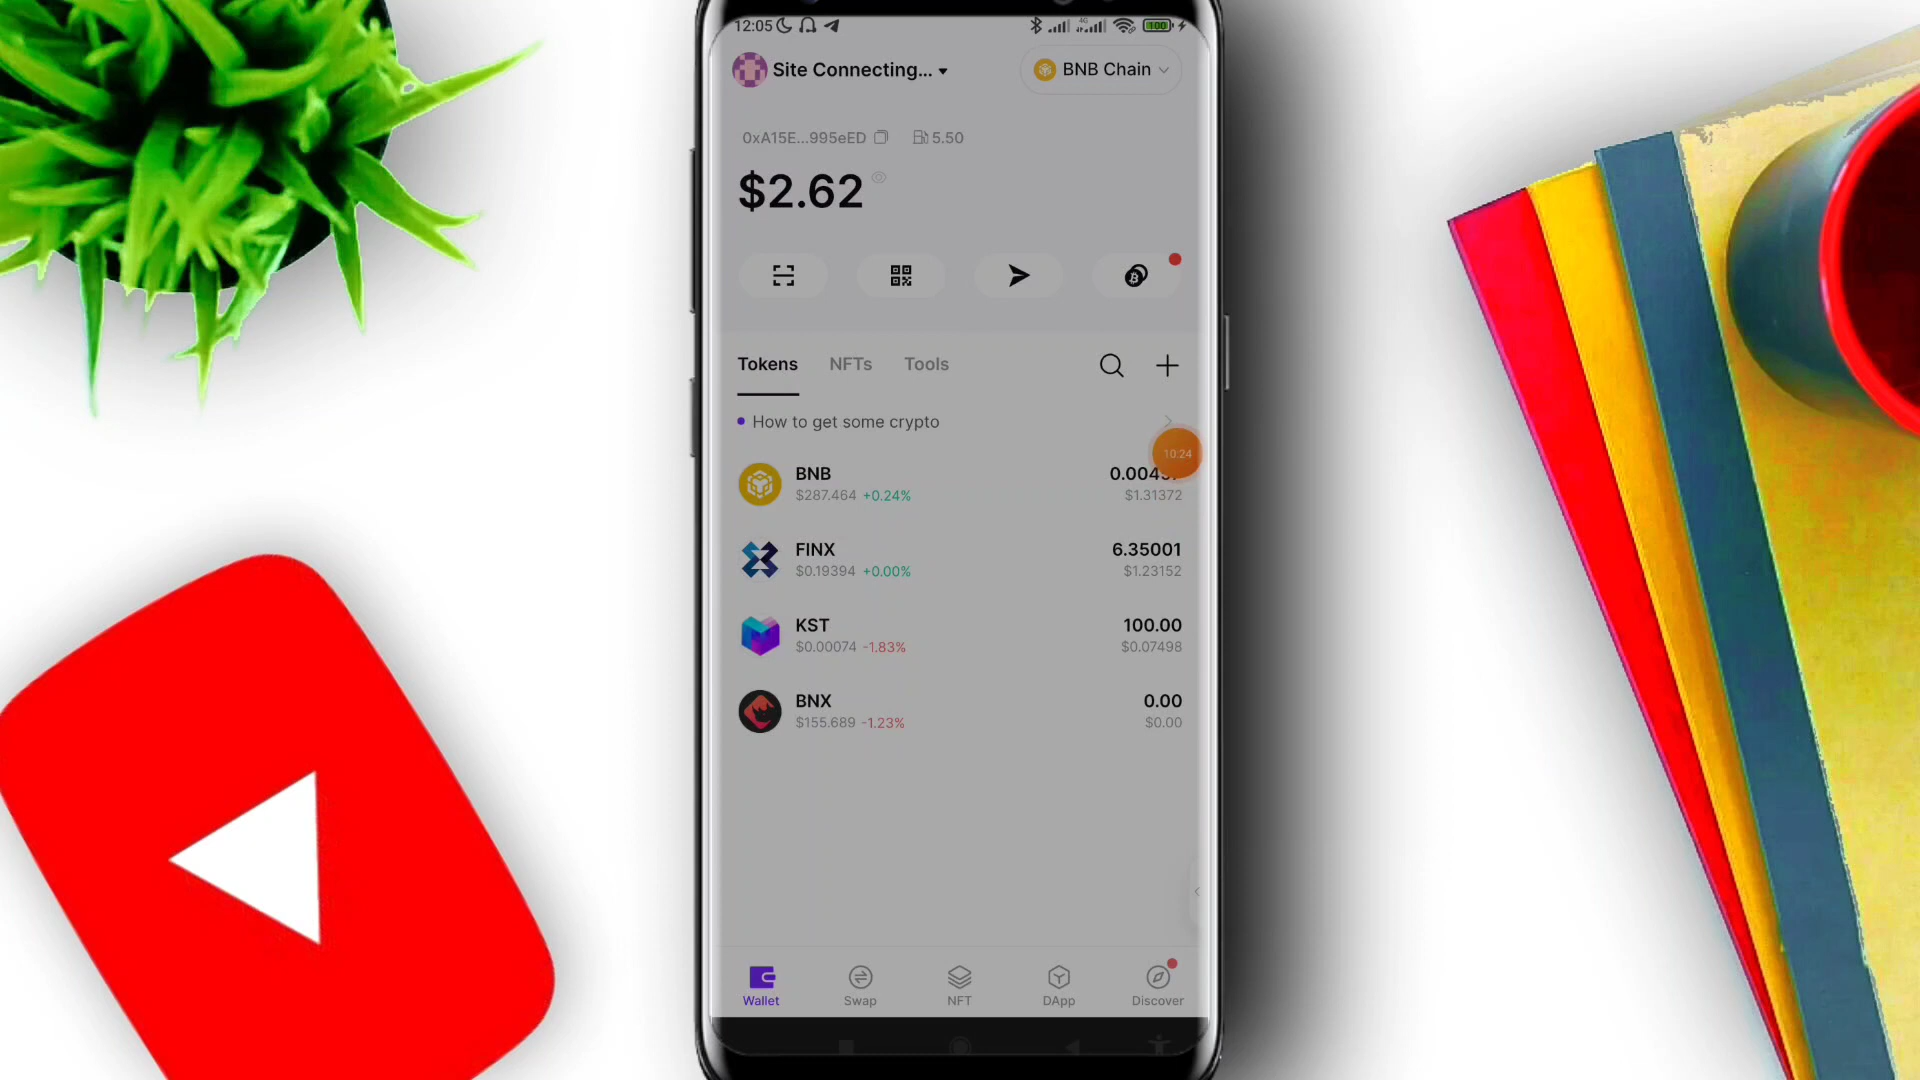 12:05
4G
100
Site Connecting...
BNB Chain
0xA15E...995eED
5.50
$2.62
Tokens NFTs Tools
How to get some crypto
10:24
BNB
$287.464 +0.24%
$1.31372
FINX 6.35001
$0.19394 +0.00% $1.23152
KST 100.00
$0.00074 -1.83% $0.07498
BNX 0.00
$155.689 -1.23% $0.00
Wallet Swap NFT DApp Discover